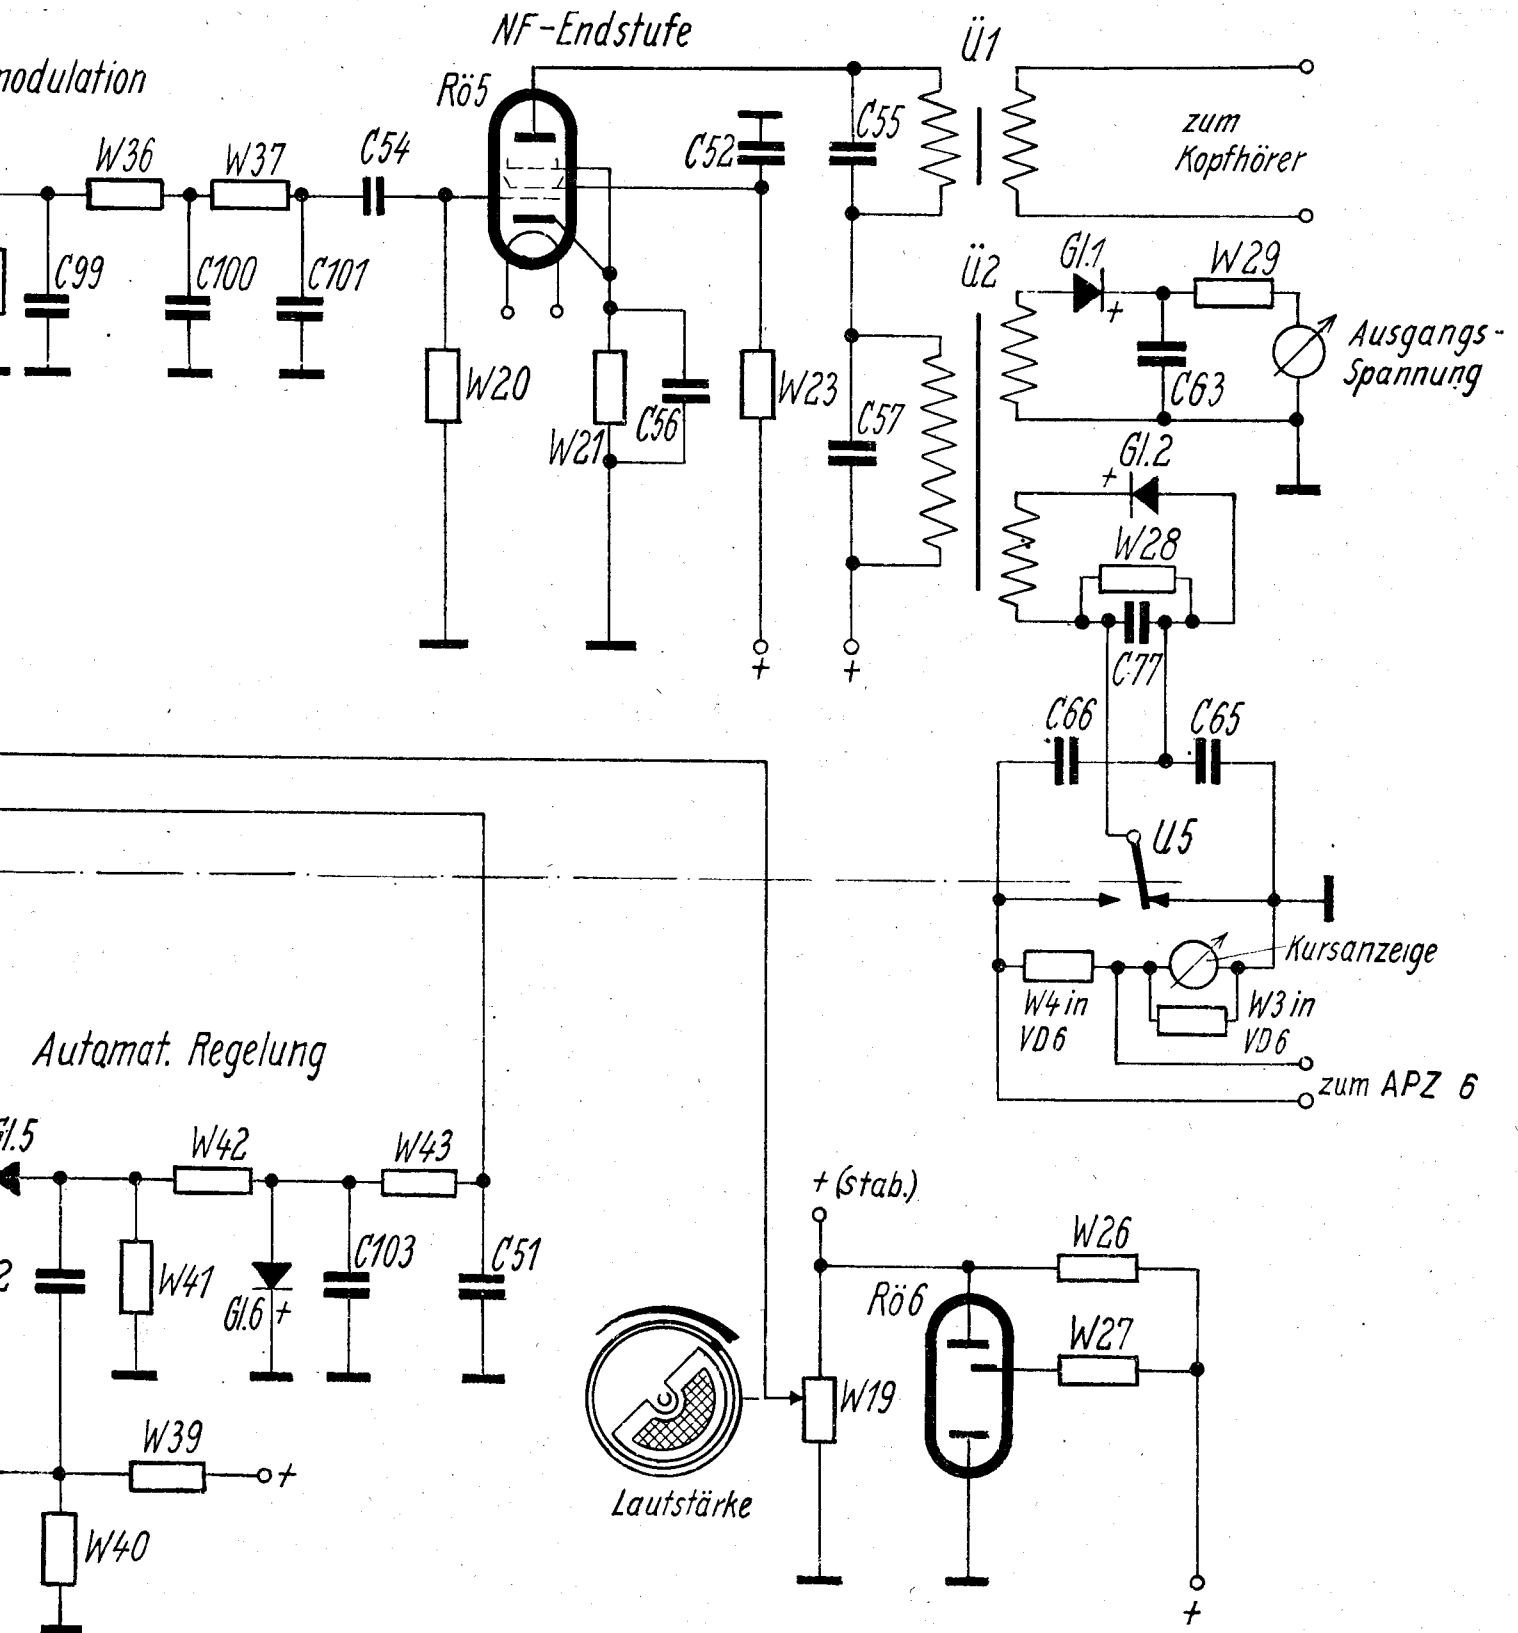 NF-Endstufe
modulation
Rö5
Ü1
W36
W37
C54
C52
C55
zum
Kopfhörer
C99
C100
C101
Ü2
Gl.1
+
W29
Ausgangs-
Spannung
W20
W21
C56
W23
C57
C63
Gl.2
+
W28
C77
+
+
C66
C65
U5
Kursanzeige
W4 in
VD6
W3 in
VD6
zum APZ 6
Automat. Regelung
Gl.5
W42
W43
+ (stab.)
W26
2
W41
Gl.6 +
C103
C51
Rö6
W27
W19
W39
+
Lautstärke
W40
+